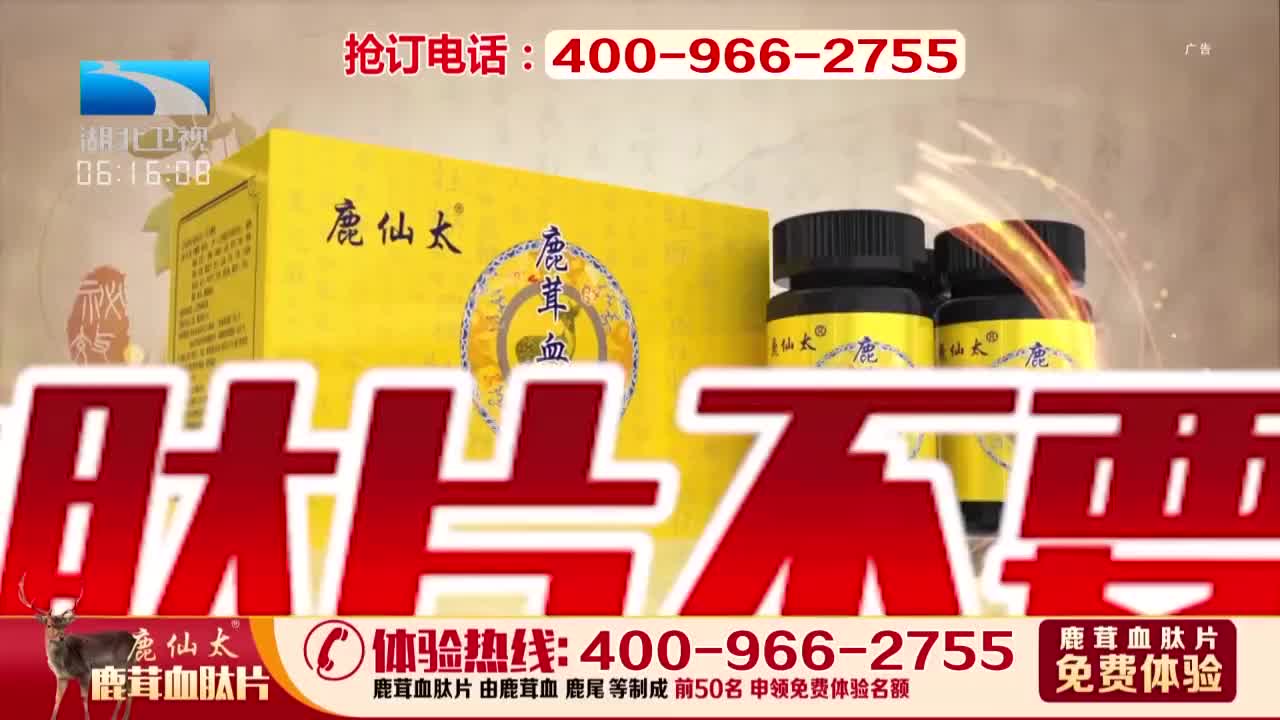 抢订电话：400-966-2755
广告
湖北卫视
06:16:08
鹿仙太®
鹿茸血
鹿仙太®
鹿
鹿仙太
鹿
秘
肽片不要
鹿仙太®
鹿茸血肽片
体验热线:400-966-2755
鹿茸血肽片 由鹿茸血 鹿尾 等制成 前50名 申领免费体验名额
鹿茸血肽片
免费体验